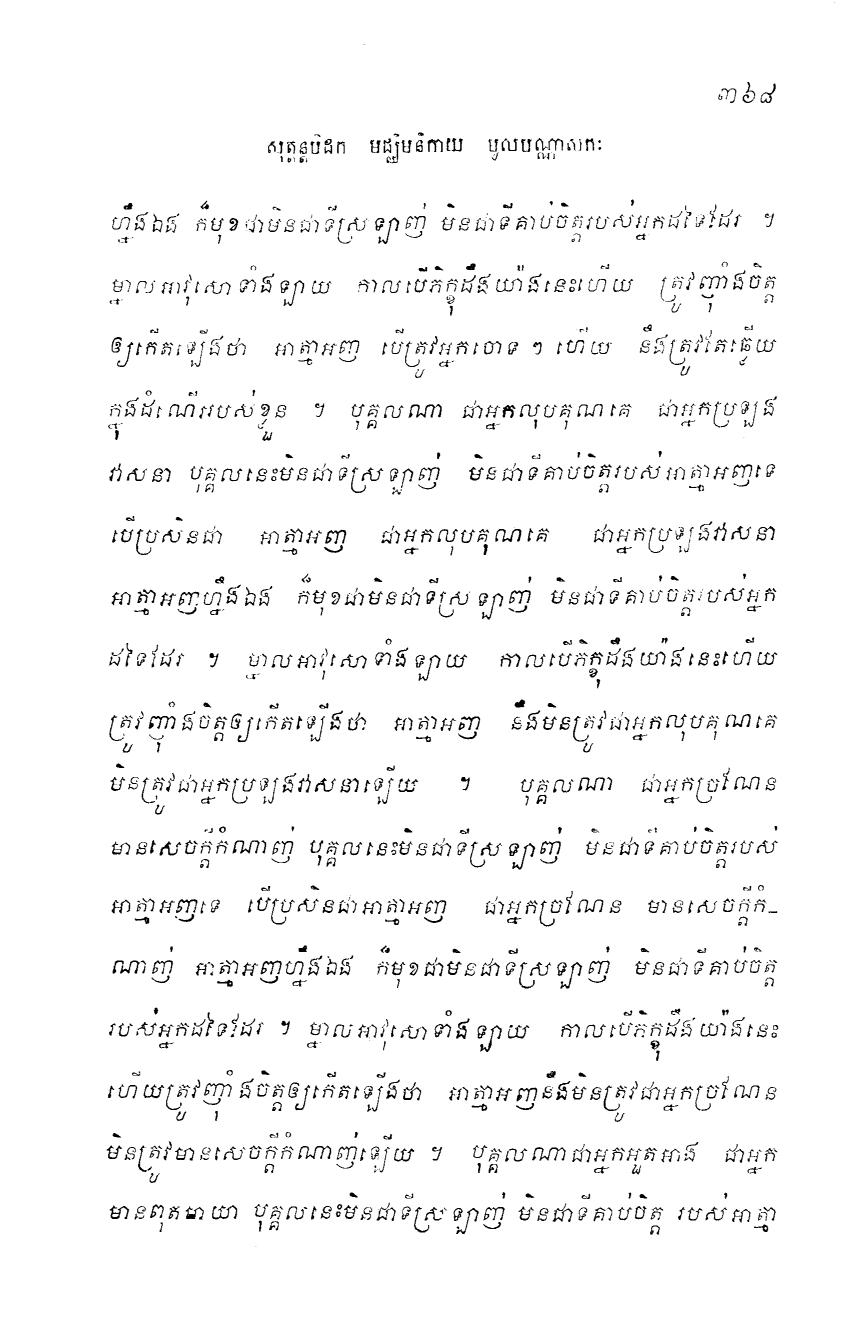 ៣៦៨
សុត្តន្តបិដក មជ្ឈិមនិកាយ មូលបណ្ណាសកៈ
ហ្នឹងឯង ក៏មុខជាមិនជាទីស្រឡាញ់ មិនជាទីគាប់ចិត្តរបស់អ្នកដទៃដែរ ។
ម្នាលអាវុសោទាំងឡាយ កាលបើភិក្ខុដឹងយ៉ាងនេះហើយ ត្រូវញ៉ាំងចិត្ត
ឲ្យកើតឡើងថា អាត្មាអញ បើត្រូវអ្នកចោទ ៗ ហើយ នឹងត្រូវតែធ្វើយ
ក្នុងដំណើររបស់ខ្លួន ។ បុគ្គលណា ជាអ្នកលុបគុណគេ ជាអ្នកប្រឡង
វាសនា បុគ្គលនេះមិនជាទីស្រឡាញ់ មិនជាទីគាប់ចិត្តរបស់អាត្មាអញទេ
បើប្រសិនជា អាត្មាអញ ជាអ្នកលុបគុណគេ ជាអ្នកប្រឡងវាសនា
អាត្មាអញហ្នឹងឯង ក៏មុខជាមិនជាទីស្រឡាញ់ មិនជាទីគាប់ចិត្តរបស់អ្នក
ដទៃដែរ ។ ម្នាលអាវុសោទាំងឡាយ កាលបើភិក្ខុដឹងយ៉ាងនេះហើយ
ត្រូវញ៉ាំងចិត្តឲ្យកើតឡើងថា អាត្មាអញ នឹងមិនត្រូវជាអ្នកលុបគុណគេ
មិនត្រូវជាអ្នកប្រឡងវាសនាឡើយ ។ បុគ្គលណា ជាអ្នកច្រណែន
មានសេចក្តីកំណាញ់ បុគ្គលនេះមិនជាទីស្រឡាញ់ មិនជាទីគាប់ចិត្តរបស់
អាត្មាអញទេ បើប្រសិនជាអាត្មាអញ ជាអ្នកច្រណែន មានសេចក្តីកំ-
ណាញ់ អាត្មាអញហ្នឹងឯង ក៏មុខជាមិនជាទីស្រឡាញ់ មិនជាទីគាប់ចិត្ត
របស់អ្នកដទៃដែរ ។ ម្នាលអាវុសោទាំងឡាយ កាលបើភិក្ខុដឹងយ៉ាងនេះ
ហើយត្រូវញ៉ាំងចិត្តឲ្យកើតឡើងថា អាត្មាអញនឹងមិនត្រូវជាអ្នកច្រណែន
មិនត្រូវមានសេចក្តីកំណាញ់ឡើយ ។ បុគ្គលណាជាអ្នកអួតអាង ជាអ្នក
មានពុតមាយា បុគ្គលនេះមិនជាទីស្រឡាញ់ មិនជាទីគាប់ចិត្ត របស់អាត្មា